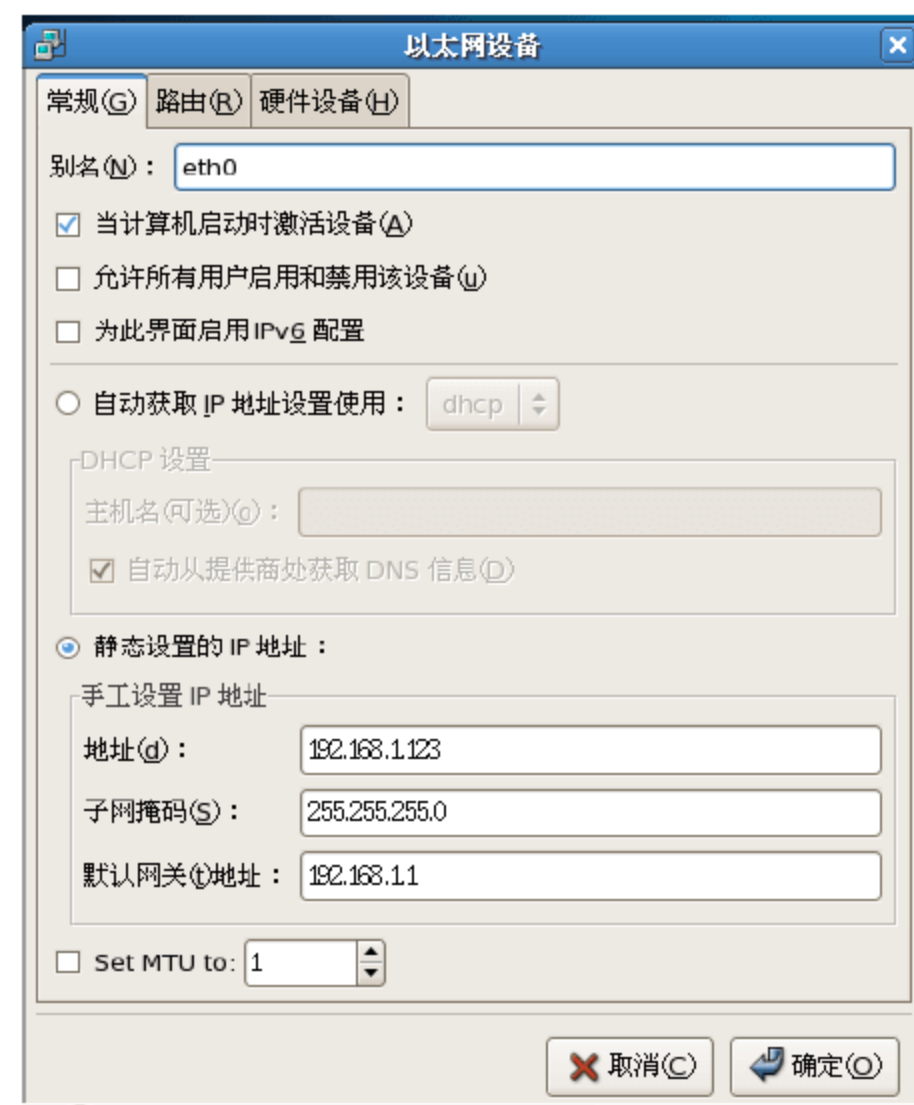 以太网设备
常规(G) 路由(R) 硬件设备(H)
别名(N)： eth0
当计算机启动时激活设备(A)
允许所有用户启用和禁用该设备(u)
为此界面启用 IPv6 配置
自动获取 IP 地址设置使用： dhcp
DHCP 设置
主机名(可选)(o)：
自动从提供商处获取 DNS 信息(D)
静态设置的 IP 地址：
手工设置 IP 地址
地址(d)： 192.168.1.123
子网掩码(S)： 255.255.255.0
默认网关(t)地址： 192.168.1.1
Set MTU to: 1
取消(C) 确定(O)